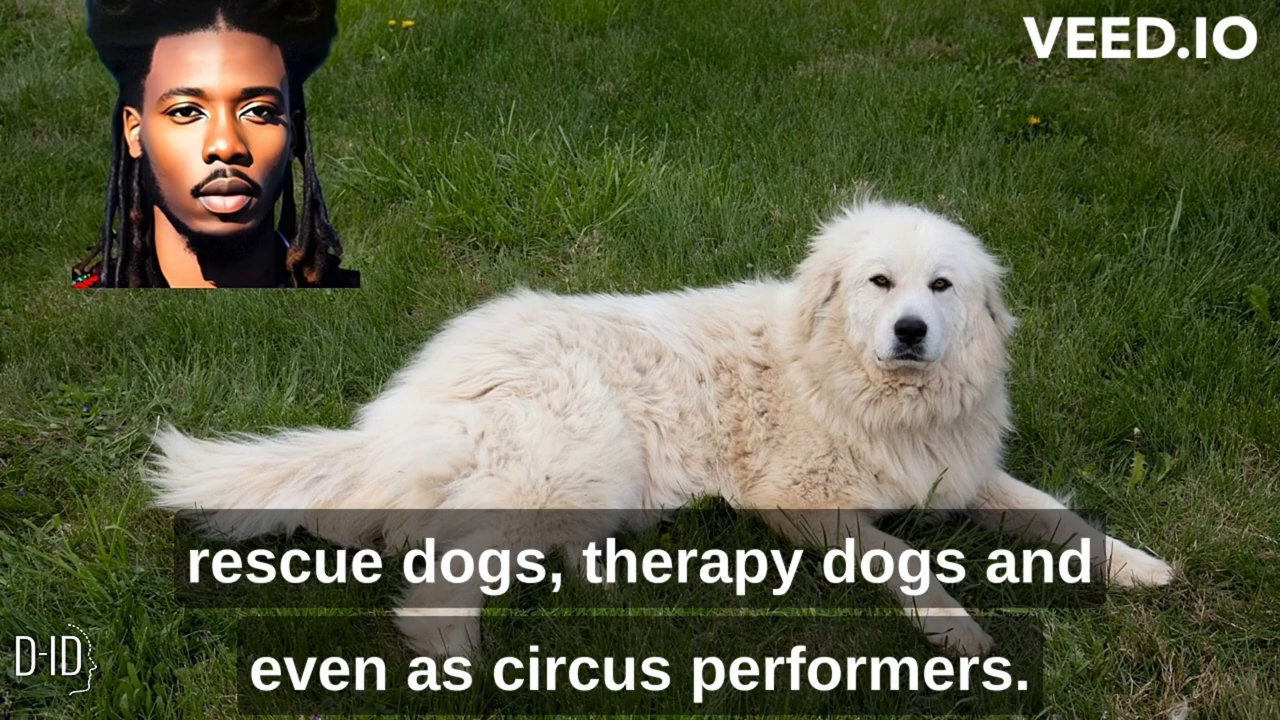 VEED.IO
rescue dogs, therapy dogs and
even as circus performers.
D-ID